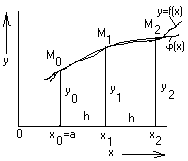 y=f(x)
M₂
M₁
φ(x)
M₀
y
y₀
y₁
y₂
h
h
0
x₀=a
x₁
x₂
x